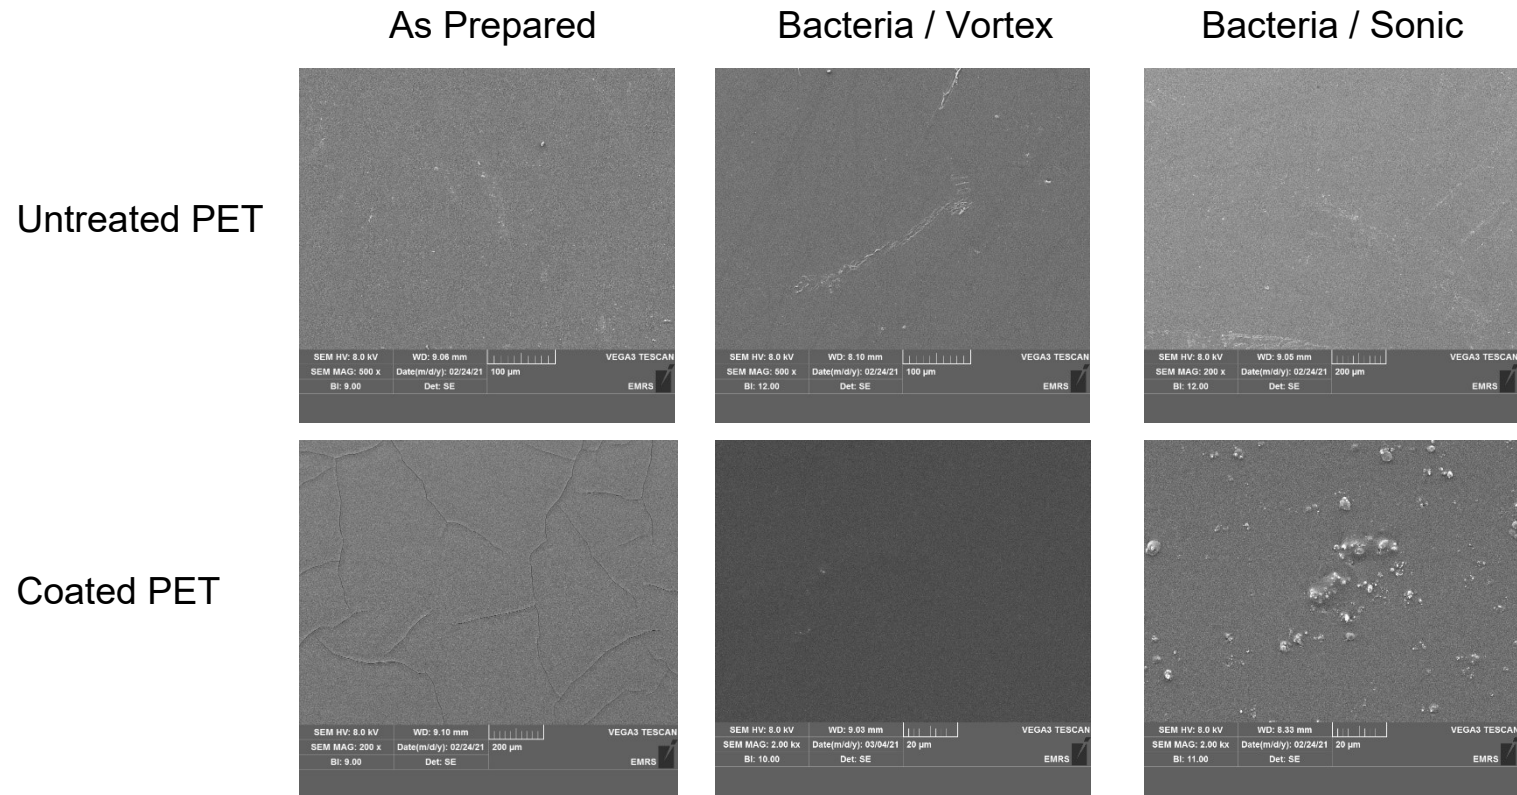 As Prepared Bacteria / Vortex Bacteria / Sonic
Untreated PET
SEM HV: 8.0 kV WD: 9.06 mm VEGA3 TESCAN
SEM MAG: 500 x Date(m/d/y): 02/24/21 100 µm
BI: 9.00 Det: SE EMRS
SEM HV: 8.0 kV WD: 8.10 mm VEGA3 TESCAN
SEM MAG: 500 x Date(m/d/y): 02/24/21 100 µm
BI: 12.00 Det: SE EMRS
SEM HV: 8.0 kV WD: 9.05 mm VEGA3 TESCAN
SEM MAG: 200 x Date(m/d/y): 02/24/21 200 µm
BI: 12.00 Det: SE EMRS
Coated PET
SEM HV: 8.0 kV WD: 9.10 mm VEGA3 TESCAN
SEM MAG: 200 x Date(m/d/y): 02/24/21 200 µm
BI: 9.00 Det: SE EMRS
SEM HV: 8.0 kV WD: 9.03 mm VEGA3 TESCAN
SEM MAG: 2.00 kx Date(m/d/y): 03/04/21 20 µm
BI: 10.00 Det: SE EMRS
SEM HV: 8.0 kV WD: 8.33 mm VEGA3 TESCAN
SEM MAG: 2.00 kx Date(m/d/y): 02/24/21 20 µm
BI: 11.00 Det: SE EMRS